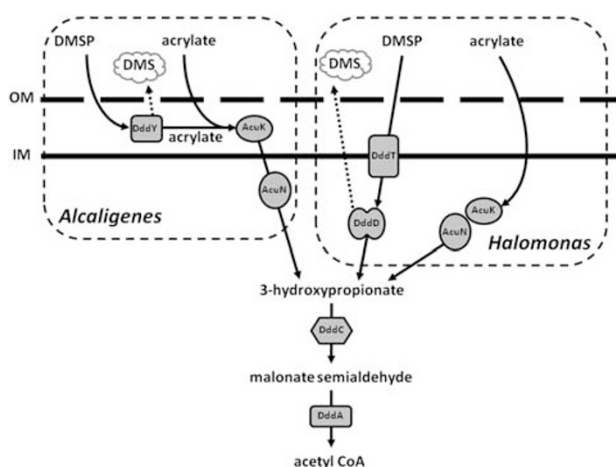 DMSP acrylate DMSP acrylate
DMS DMS
OM
DddY acrylate AcuK
IM DddT
AcuN DddD AcuN AcuK
Alcaligenes Halomonas
3-hydroxypropionate
DddC
malonate semialdehyde
DddA
acetyl CoA